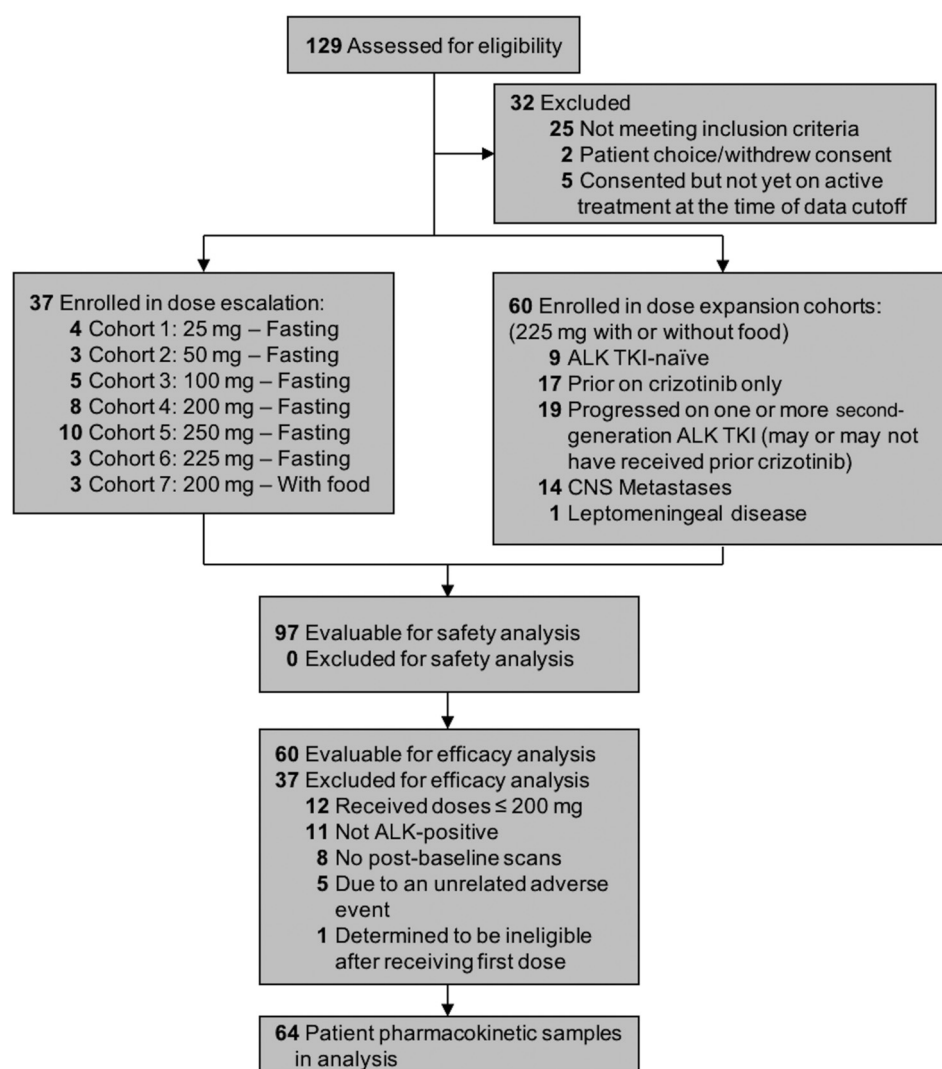 129 Assessed for eligibility
32 Excluded
25 Not meeting inclusion criteria
2 Patient choice/withdrew consent
5 Consented but not yet on active
treatment at the time of data cutoff
37 Enrolled in dose escalation:
4 Cohort 1: 25 mg – Fasting
3 Cohort 2: 50 mg – Fasting
5 Cohort 3: 100 mg – Fasting
8 Cohort 4: 200 mg – Fasting
10 Cohort 5: 250 mg – Fasting
3 Cohort 6: 225 mg – Fasting
3 Cohort 7: 200 mg – With food
60 Enrolled in dose expansion cohorts:
(225 mg with or without food)
9 ALK TKI-naïve
17 Prior on crizotinib only
19 Progressed on one or more second-
generation ALK TKI (may or may not
have received prior crizotinib)
14 CNS Metastases
1 Leptomeningeal disease
97 Evaluable for safety analysis
0 Excluded for safety analysis
60 Evaluable for efficacy analysis
37 Excluded for efficacy analysis
12 Received doses ≤ 200 mg
11 Not ALK-positive
8 No post-baseline scans
5 Due to an unrelated adverse
event
1 Determined to be ineligible
after receiving first dose
64 Patient pharmacokinetic samples
in analysis